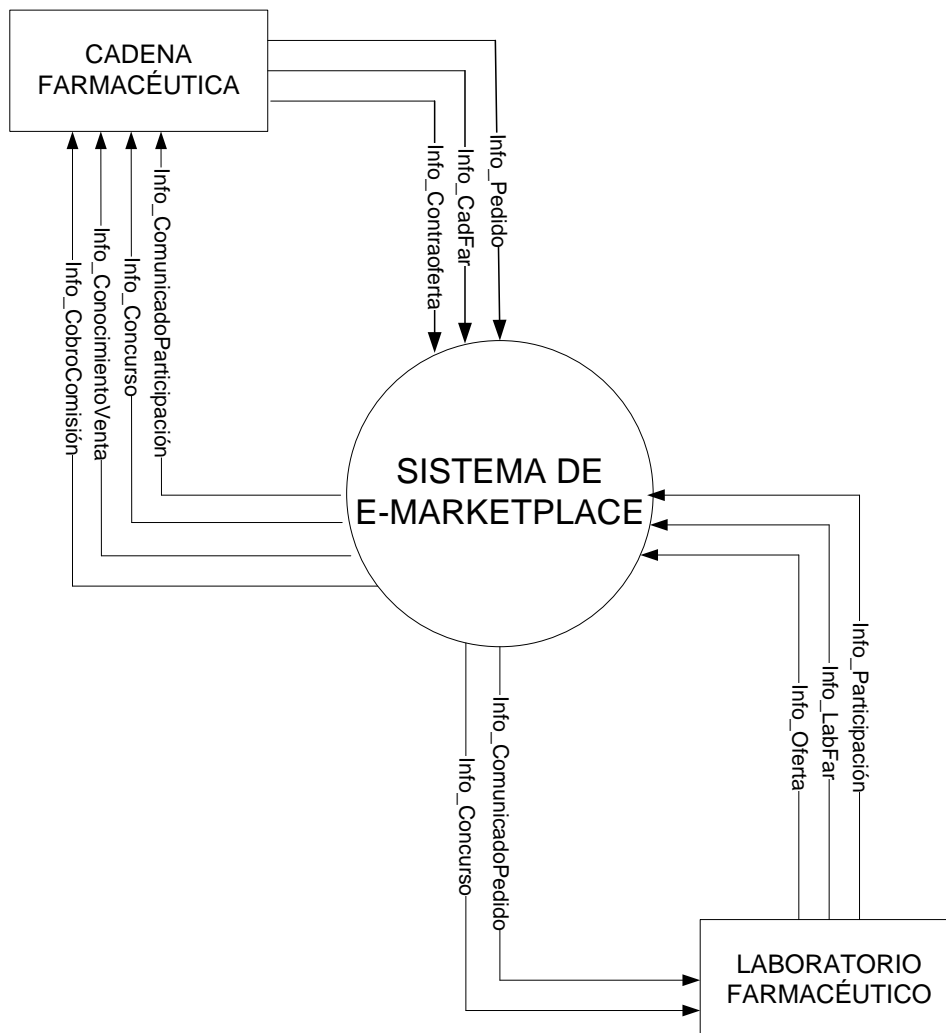 CADENA
FARMACÉUTICA
Info_Pedido
Info_CadFar
Info_Contraoferta
Info_ComunicadoParticipación
Info_Concurso
Info_ConocimientoVenta
Info_CobroComisión
SISTEMA DE
E-MARKETPLACE
Info_Participación
Info_LabFar
Info_Oferta
Info_ComunicadoPedido
Info_Concurso
LABORATORIO
FARMACÉUTICO